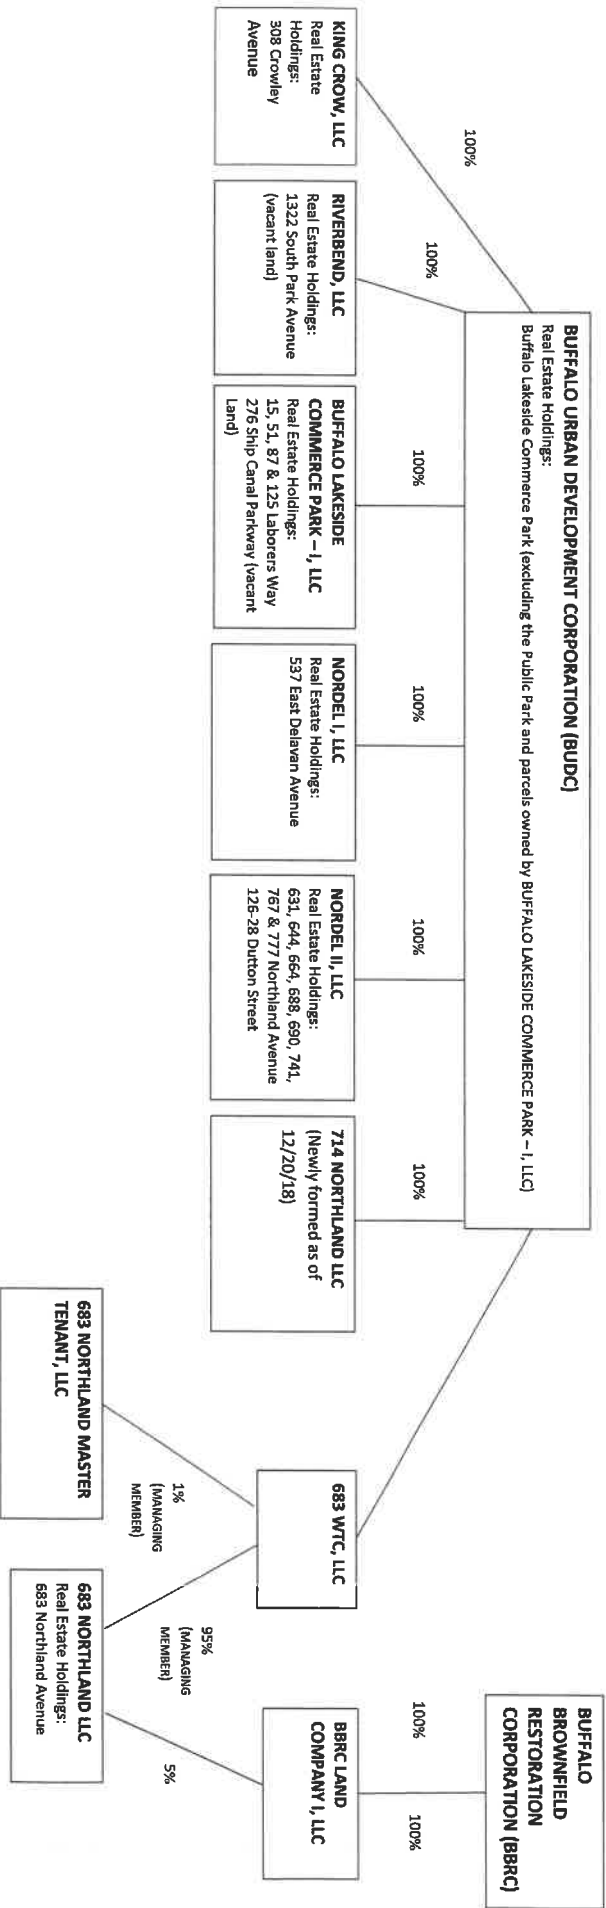 BUFFALO URBAN DEVELOPMENT CORPORATION (BUDC)
Real Estate Holdings:
Buffalo Lakeside Commerce Park (excluding the Public Park and parcels owned by BUFFALO LAKESIDE COMMERCE PARK – I, LLC)
BUFFALO
BROWNFIELD
RESTORATION
CORPORATION (BBRC)
100%
100%
100%
100%
100%
100%
100%
100%
KING CROW, LLC
Real Estate
Holdings:
308 Crowley
Avenue
RIVERBEND, LLC
Real Estate Holdings:
1322 South Park Avenue
(vacant land)
BUFFALO LAKESIDE
COMMERCE PARK – I, LLC
Real Estate Holdings:
15, 51, 87 & 125 Laborers Way
276 Ship Canal Parkway (vacant
Land)
NORDEL I, LLC
Real Estate Holdings:
537 East Delavan Avenue
NORDEL II, LLC
Real Estate Holdings:
631, 644, 664, 688, 690, 741,
767 & 777 Northland Avenue
126-28 Dutton Street
714 NORTHLAND LLC
(Newly formed as of
12/20/18)
683 WTC, LLC
BBRC LAND
COMPANY I, LLC
1%
(MANAGING
MEMBER)
95%
(MANAGING
MEMBER)
5%
683 NORTHLAND MASTER
TENANT, LLC
683 NORTHLAND LLC
Real Estate Holdings:
683 Northland Avenue